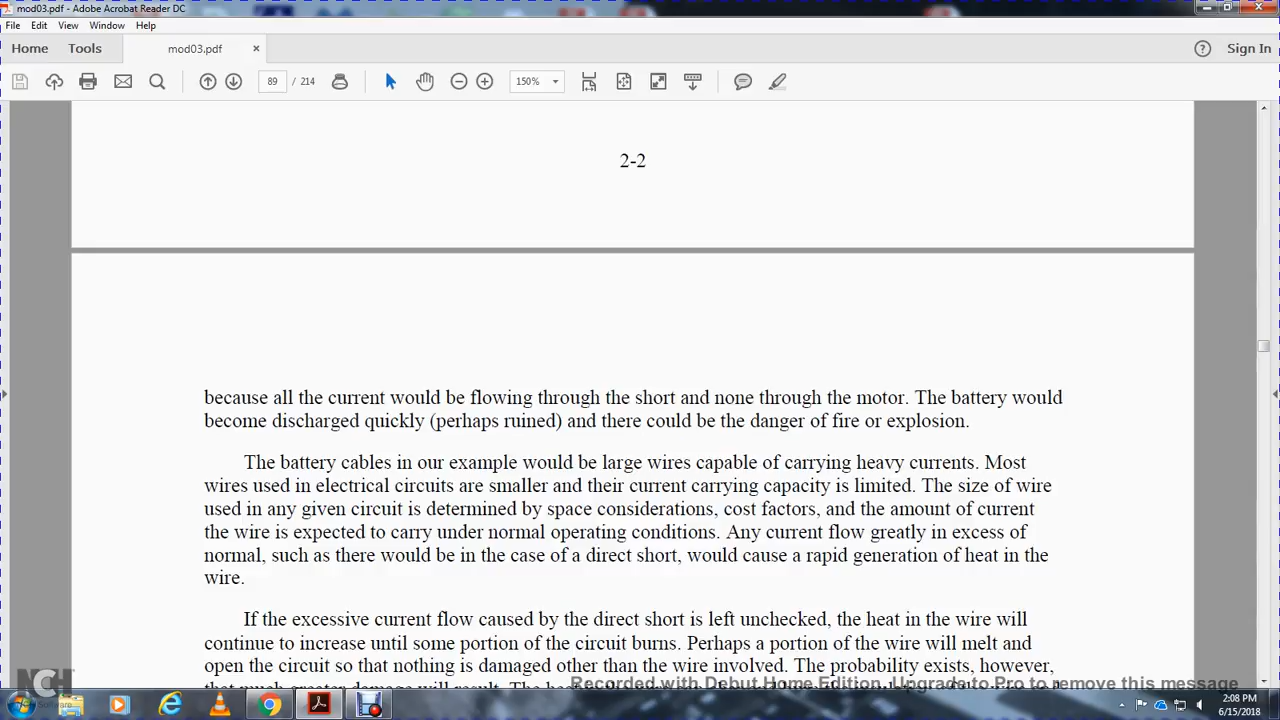 mod03.pdf - Adobe Acrobat Reader DC
File Edit View Window Help
Home Tools mod03.pdf × ? Sign In
89 / 214 150%
2-2
because all the current would be flowing through the short and none through the motor. The battery would
become discharged quickly (perhaps ruined) and there could be the danger of fire or explosion.
The battery cables in our example would be large wires capable of carrying heavy currents. Most
wires used in electrical circuits are smaller and their current carrying capacity is limited. The size of wire
used in any given circuit is determined by space considerations, cost factors, and the amount of current
the wire is expected to carry under normal operating conditions. Any current flow greatly in excess of
normal, such as there would be in the case of a direct short, would cause a rapid generation of heat in the
wire.
If the excessive current flow caused by the direct short is left unchecked, the heat in the wire will
continue to increase until some portion of the circuit burns. Perhaps a portion of the wire will melt and
open the circuit so that nothing is damaged other than the wire involved. The probability exists, however,
that much greater damage will result. The
Recorded with Debut Home Edition. Upgrade to Pro to remove this message
NCH
Software
2:08 PM
6/15/2018